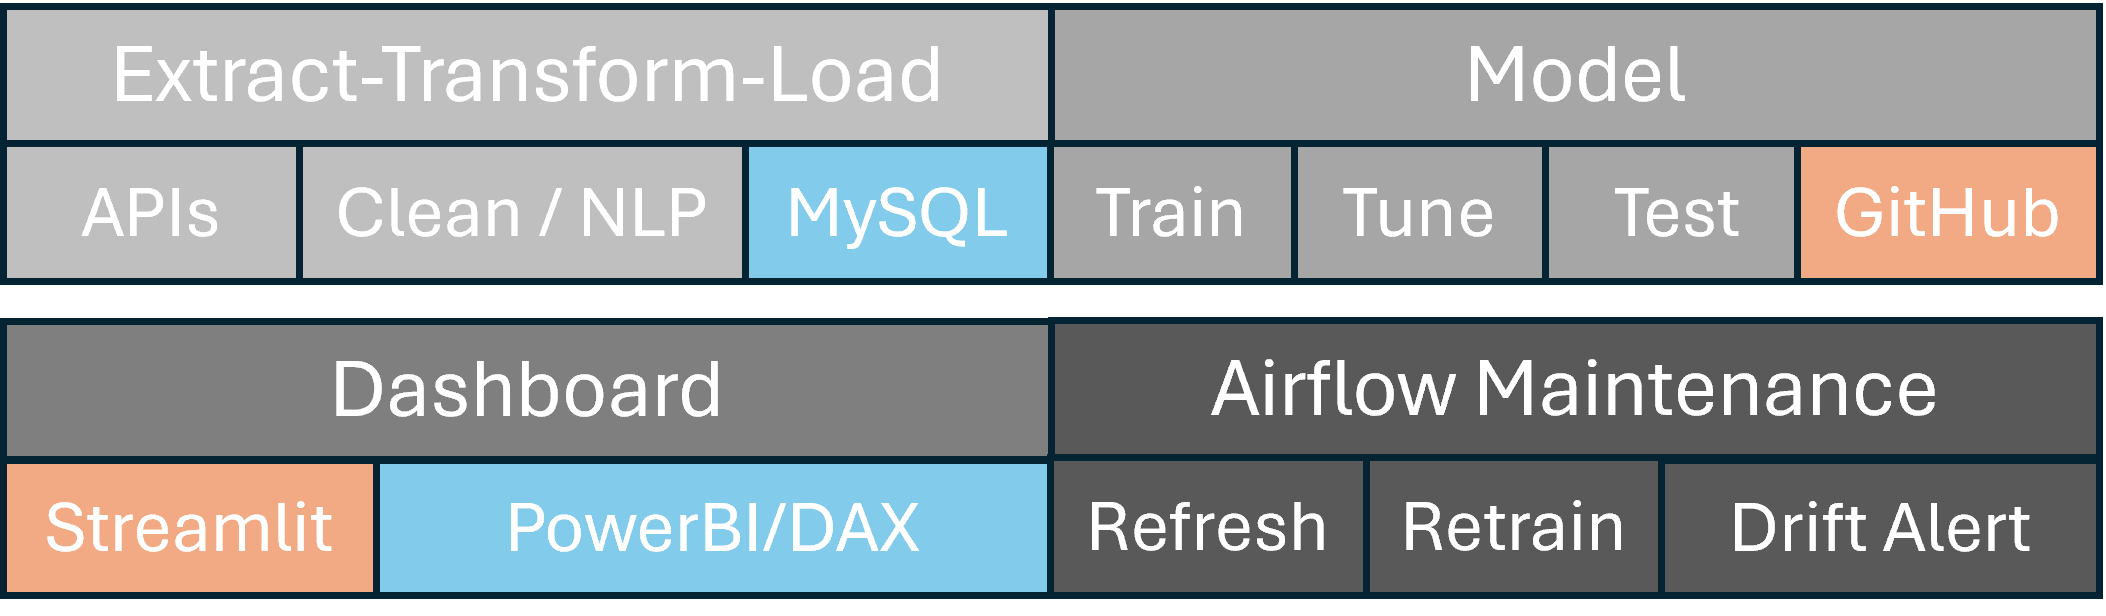 Extract-Transform-Load
Model
APIs
Clean / NLP
MySQL
Train
Tune
Test
GitHub
Dashboard
Airflow Maintenance
Streamlit
PowerBI/DAX
Refresh
Retrain
Drift Alert